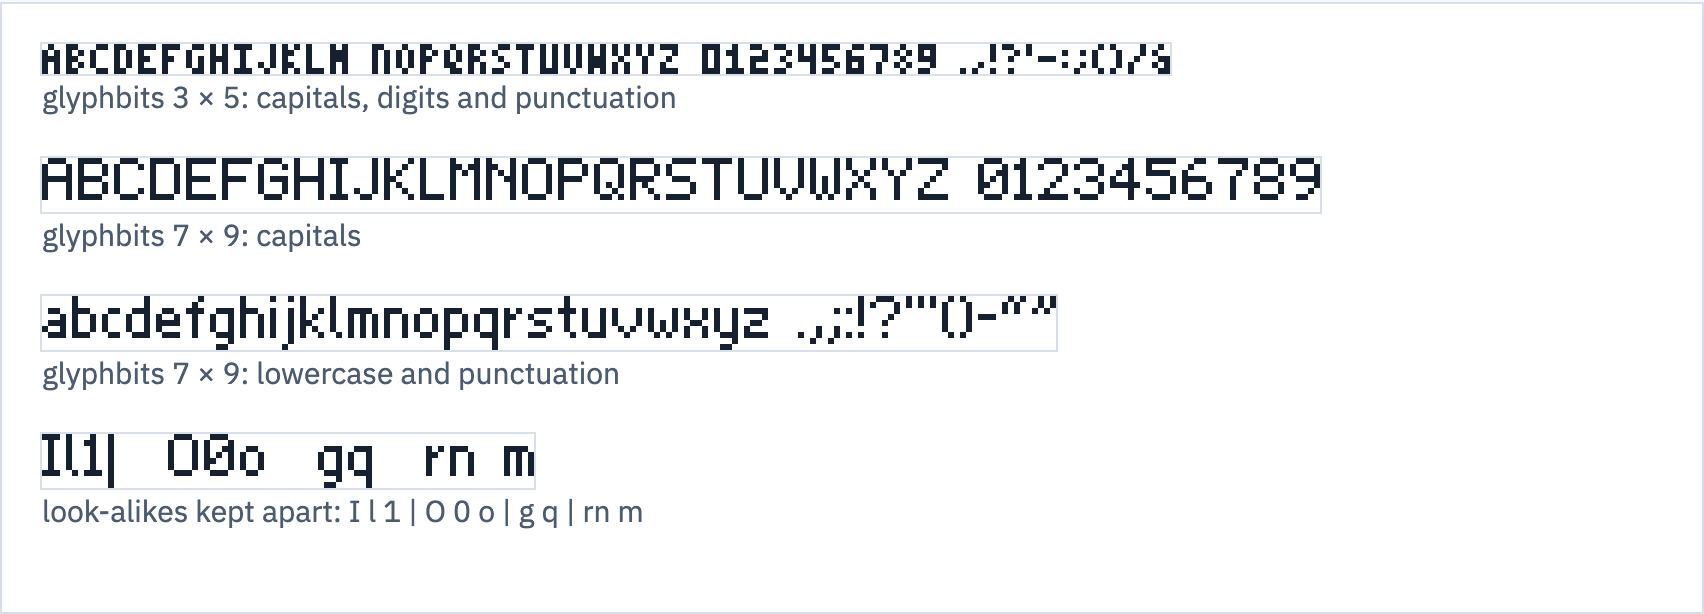 ABCDEFGHIJKLM NOPQRSTUVWXYZ 0123456789 .,!?'-:;()/&
glyphbits 3 × 5: capitals, digits and punctuation
ABCDEFGHIJKLMNOPQRSTUVWXYZ 0123456789
glyphbits 7 × 9: capitals
abcdefghijklmnopqrstuvwxyz .,;:!?"'()-“”
glyphbits 7 × 9: lowercase and punctuation
Il1| O0o gq rn m
look-alikes kept apart: I l 1 | O 0 o | g q | rn m